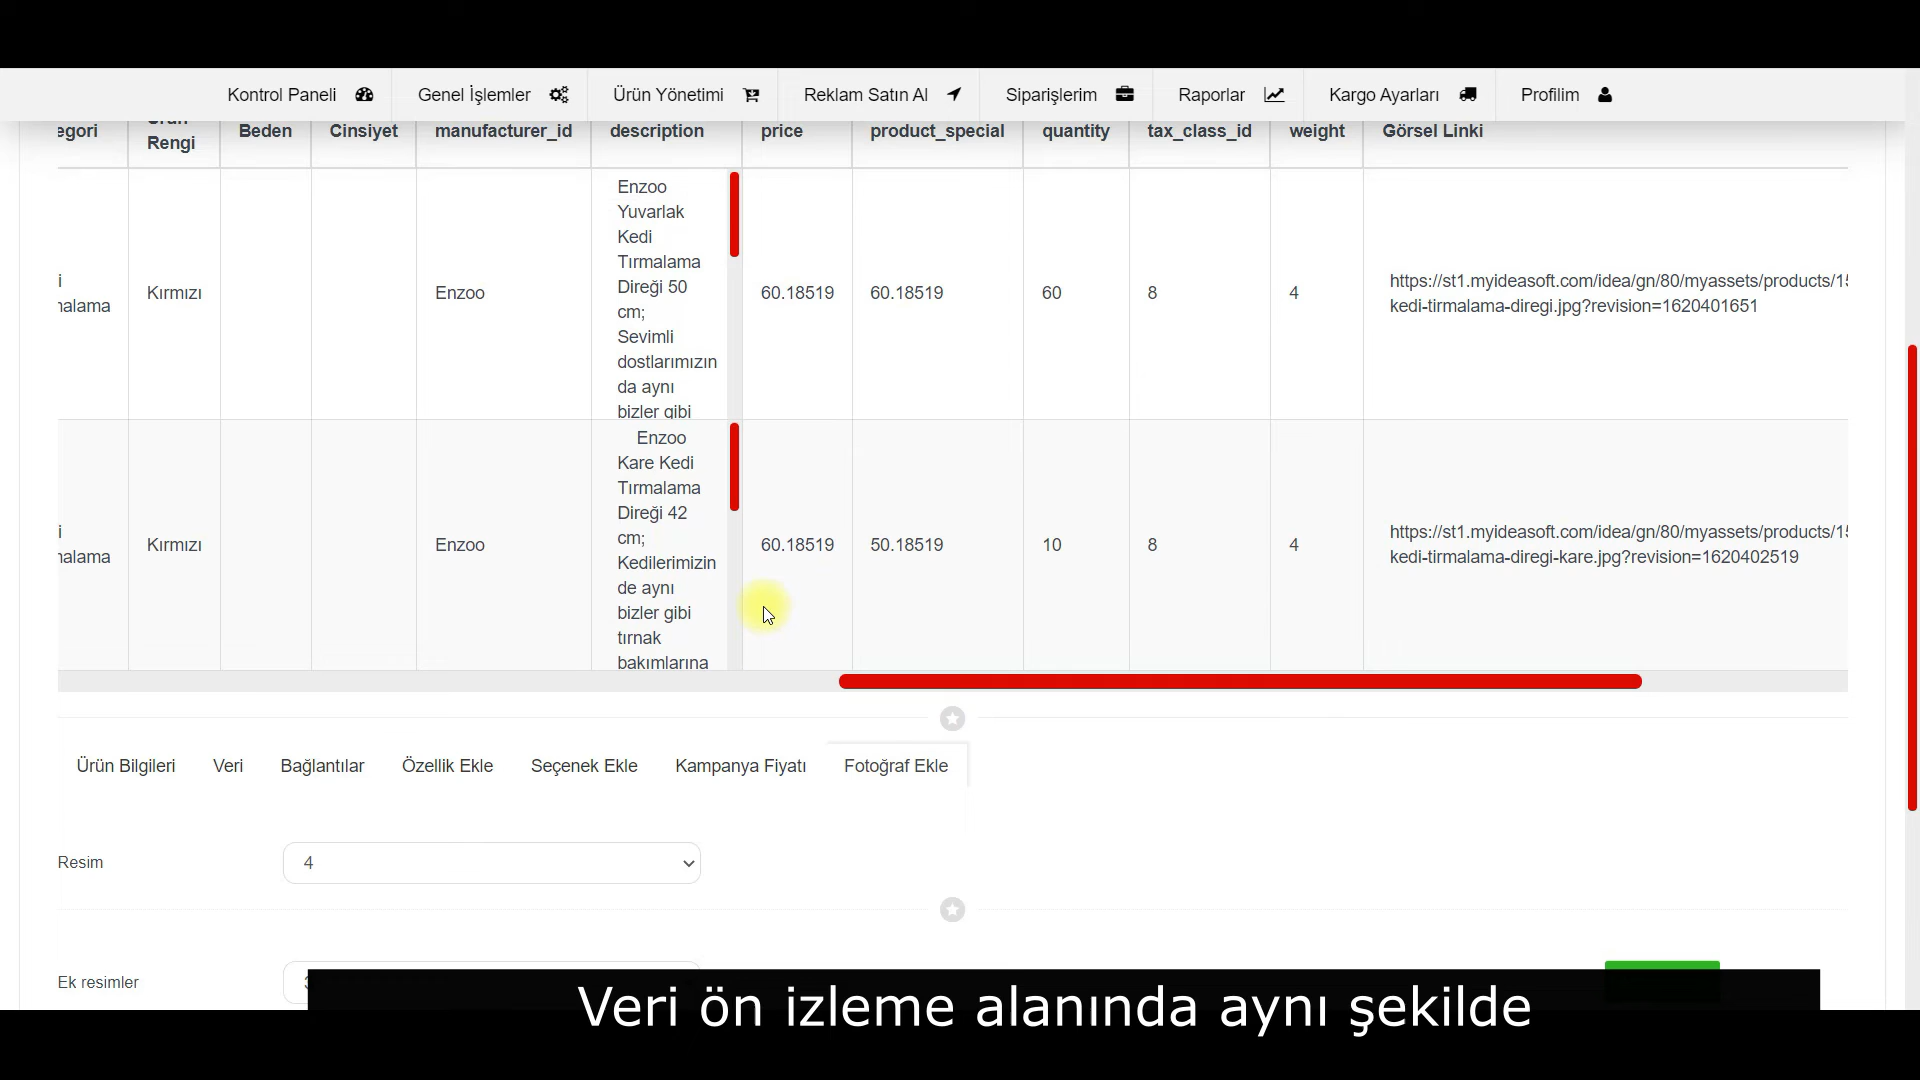 Kontrol Paneli
Genel İşlemler
Ürün Yönetimi
Reklam Satın Al
Siparişlerim
Raporlar
Kargo Ayarları
Profilim
egori
Ürün
Rengi
Beden
Cinsiyet
manufacturer_id
description
price
product_special
quantity
tax_class_id
weight
Görsel Linki
i
malama
Kırmızı
Enzoo
Enzoo
Yuvarlak
Kedi
Tırmalama
Direği 50
cm;
Sevimli
dostlarımızın
da aynı
bizler gibi
60.18519
60.18519
60
8
4
https://st1.myideasoft.com/idea/gn/80/myassets/products/15
kedi-tirmalama-diregi.jpg?revision=1620401651
i
malama
Kırmızı
Enzoo
Enzoo
Kare Kedi
Tırmalama
Direği 42
cm;
Kedilerimizin
de aynı
bizler gibi
tırnak
bakımlarına
60.18519
50.18519
10
8
4
https://st1.myideasoft.com/idea/gn/80/myassets/products/15
kedi-tirmalama-diregi-kare.jpg?revision=1620402519
Ürün Bilgileri
Veri
Bağlantılar
Özellik Ekle
Seçenek Ekle
Kampanya Fiyatı
Fotoğraf Ekle
Resim
4
Ek resimler
Veri ön izleme alanında aynı şekilde